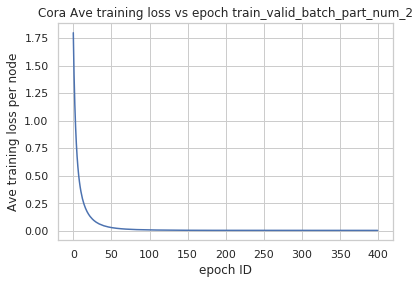 Cora Ave training loss vs epoch train_valid_batch_part_num_2
Ave training loss per node
1.75
1.50
1.25
1.00
0.75
0.50
0.25
0.00
0 50 100 150 200 250 300 350 400
epoch ID